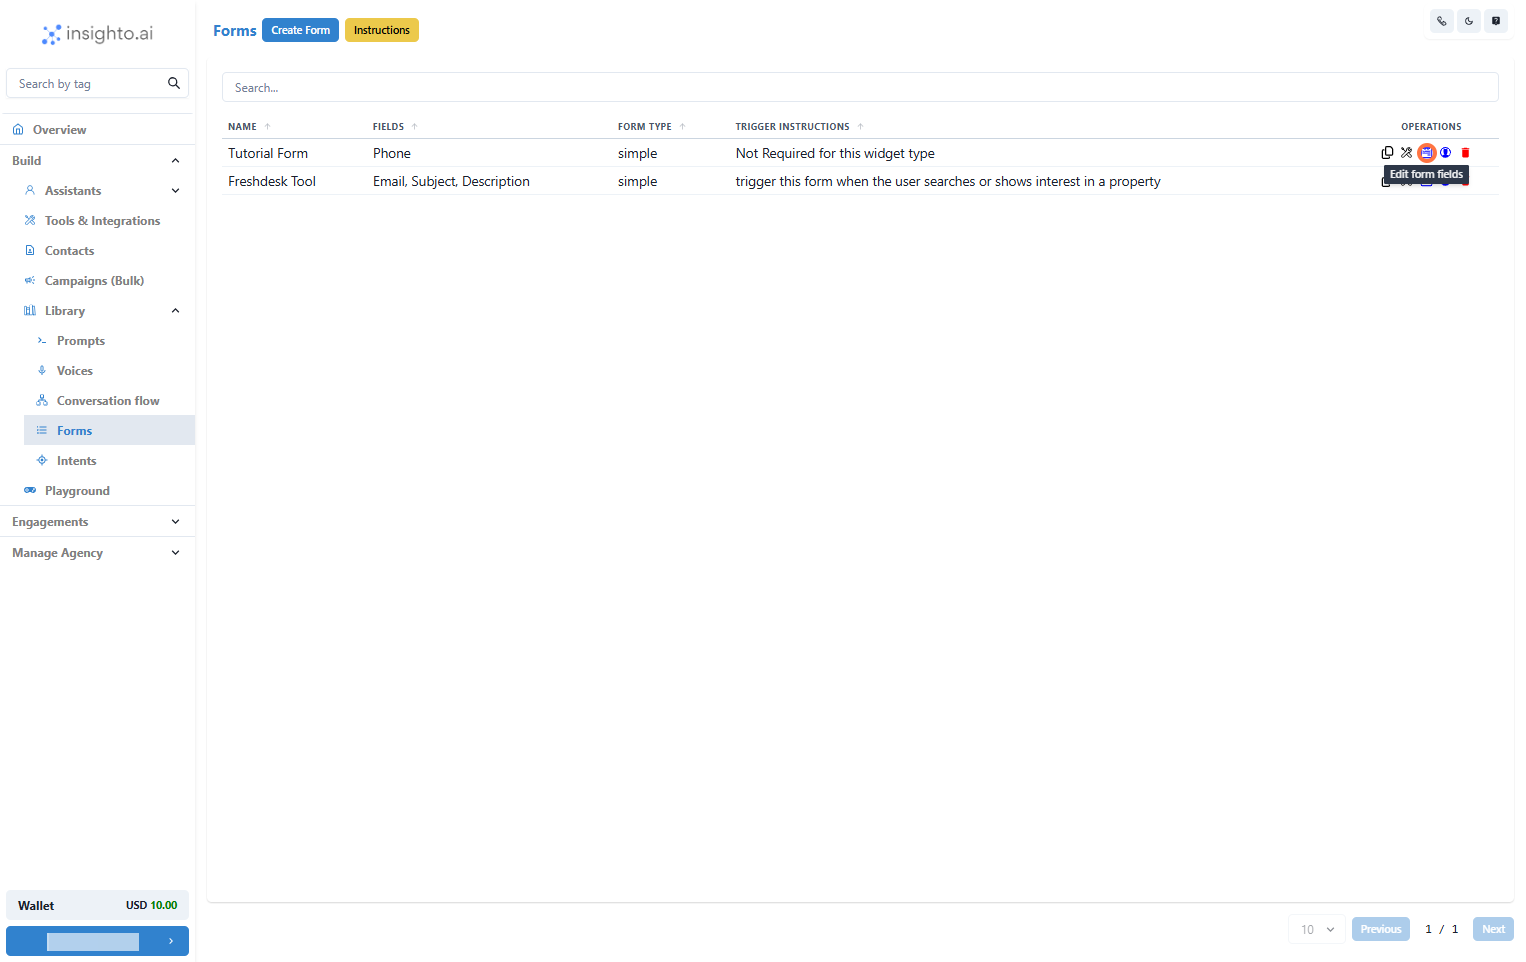 insighto.ai
Forms
Create Form
Instructions
Search by tag
Search...
Overview
Build
Assistants
Tools & Integrations
Contacts
Campaigns (Bulk)
Library
Prompts
Voices
Conversation flow
Forms
Intents
Playground
Engagements
Manage Agency
NAME FIELDS FORM TYPE TRIGGER INSTRUCTIONS OPERATIONS
Tutorial Form Phone simple Not Required for this widget type
Edit form fields
Freshdesk Tool Email, Subject, Description simple trigger this form when the user searches or shows interest in a property
Wallet USD 10.00
10 Previous 1 / 1 Next